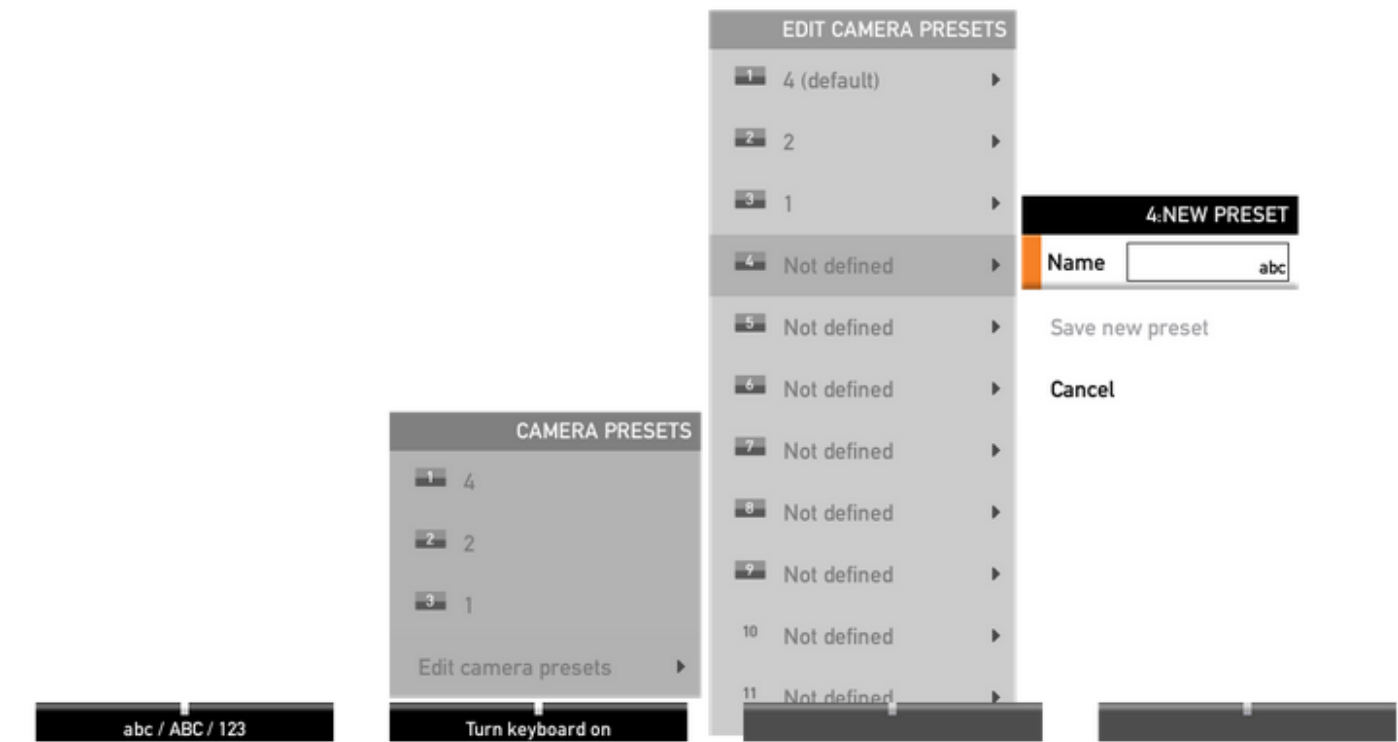 EDIT CAMERA PRESETS
1 4 (default)
2 2
3 1
4 Not defined
5 Not defined
6 Not defined
7 Not defined
8 Not defined
9 Not defined
10 Not defined
11 Not defined
4:NEW PRESET
Name abc
Save new preset
Cancel
CAMERA PRESETS
1 4
2 2
3 1
Edit camera presets
abc / ABC / 123
Turn keyboard on